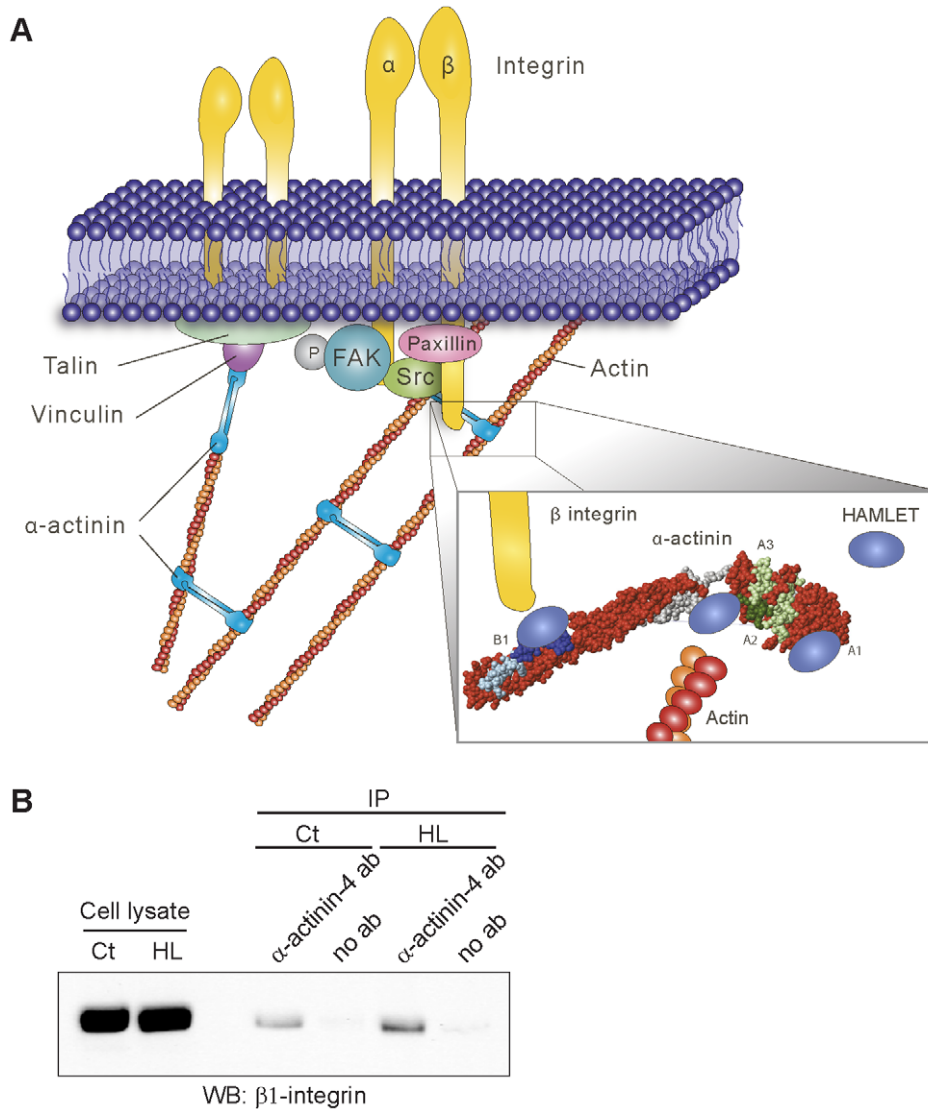 A
α
β
Integrin
Talin
P
FAK
Paxillin
Src
Actin
Vinculin
α-actinin
β integrin
HAMLET
α-actinin
A3
B1
A2
A1
Actin
B
IP
Ct
HL
Cell lysate
α-actinin-4 ab
no ab
α-actinin-4 ab
no ab
Ct
HL
WB: β1-integrin